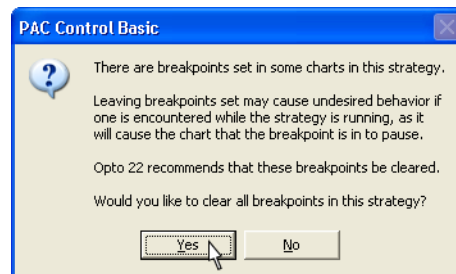 PAC Control Basic
There are breakpoints set in some charts in this strategy.
Leaving breakpoints set may cause undesired behavior if
one is encountered while the strategy is running, as it
will cause the chart that the breakpoint is in to pause.
Opto 22 recommends that these breakpoints be cleared.
Would you like to clear all breakpoints in this strategy?
Yes
No